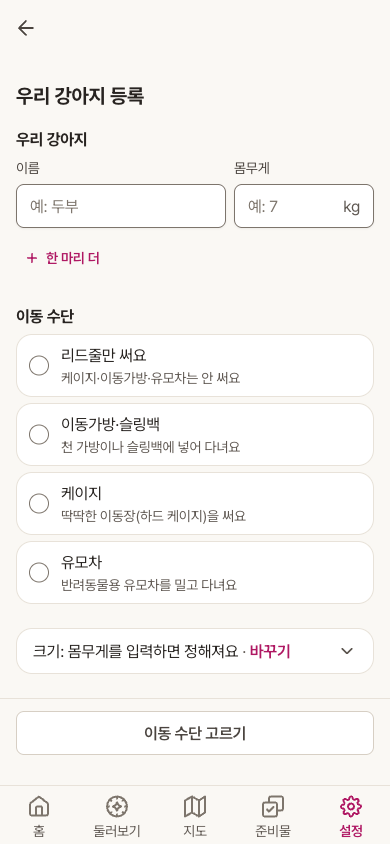 우리 강아지 등록
우리 강아지
이름
몸무게
예: 두부
예: 7
kg
+ 한 마리 더
이동 수단
리드줄만 써요
케이지·이동가방·유모차는 안 써요
이동가방·슬링백
천 가방이나 슬링백에 넣어 다녀요
케이지
딱딱한 이동장(하드 케이지)을 써요
유모차
반려동물용 유모차를 밀고 다녀요
크기: 몸무게를 입력하면 정해져요 · 바꾸기
이동 수단 고르기
홈
둘러보기
지도
준비물
설정